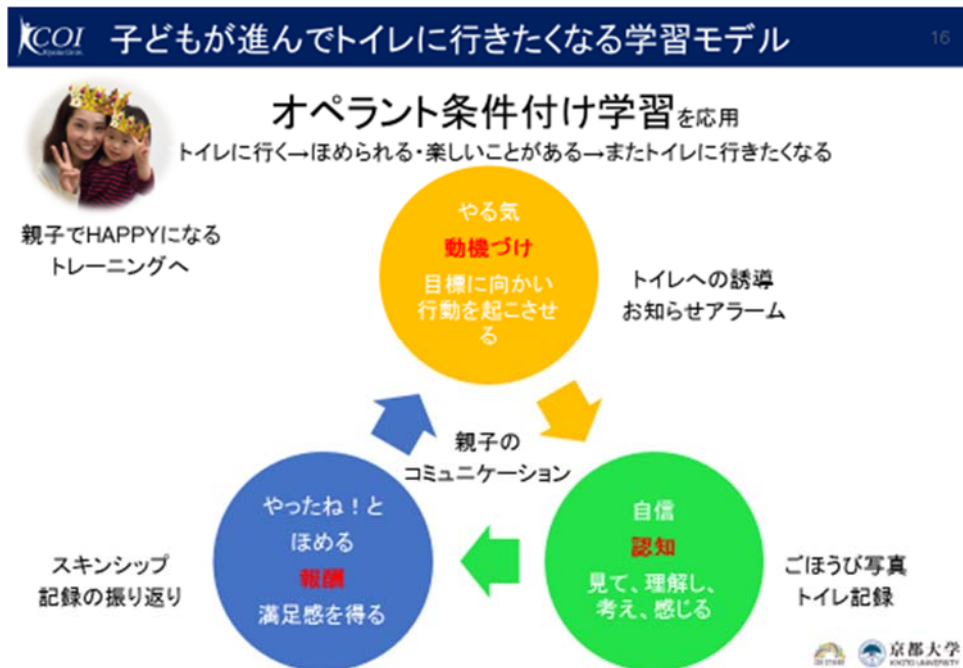 COI
子どもが進んでトイレに行きたくなる学習モデル
16
オペラント条件付け学習を応用
トイレに行く→ほめられる・楽しいことがある→またトイレに行きたくなる
親子でHAPPYになる
トレーニングへ
やる気
動機づけ
目標に向かい
行動を起こさせ
る
トイレへの誘導
お知らせアラーム
親子の
コミュニケーション
やったね！と
ほめる
報酬
満足感を得る
自信
認知
見て、理解し、
考え、感じる
スキンシップ
記録の振り返り
ごほうび写真
トイレ記録
京都大学
KYOTO UNIVERSITY